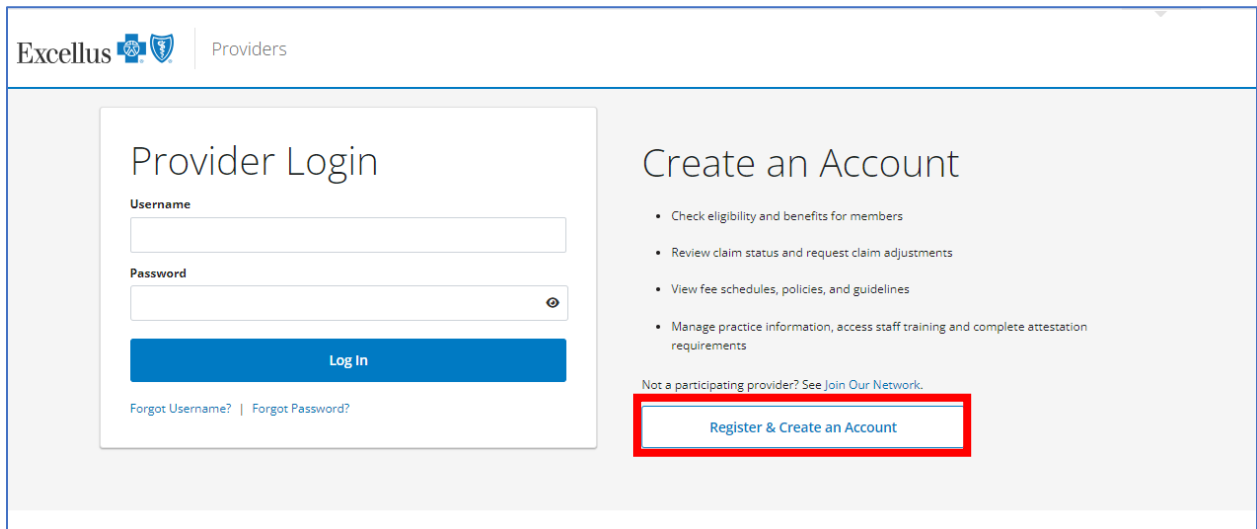 Excellus
Providers
Provider Login
Username
Password
Log In
Forgot Username? | Forgot Password?
Create an Account
• Check eligibility and benefits for members
• Review claim status and request claim adjustments
• View fee schedules, policies, and guidelines
• Manage practice information, access staff training and complete attestation
requirements
Not a participating provider? See Join Our Network.
Register & Create an Account